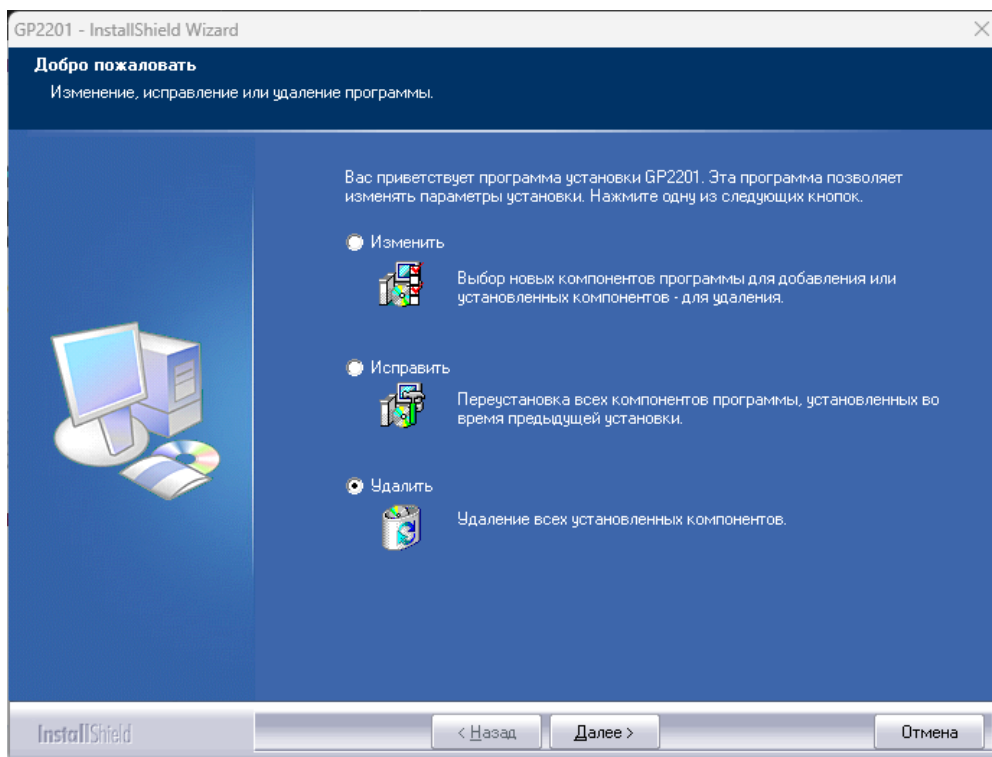 GP2201 - InstallShield Wizard
Добро пожаловать
Изменение, исправление или удаление программы.
Вас приветствует программа установки GP2201. Эта программа позволяет
изменять параметры установки. Нажмите одну из следующих кнопок.
Изменить
Выбор новых компонентов программы для добавления или
установленных компонентов - для удаления.
Исправить
Переустановка всех компонентов программы, установленных во
время предыдущей установки.
Удалить
Удаление всех установленных компонентов.
InstallShield
< Назад
Далее >
Отмена